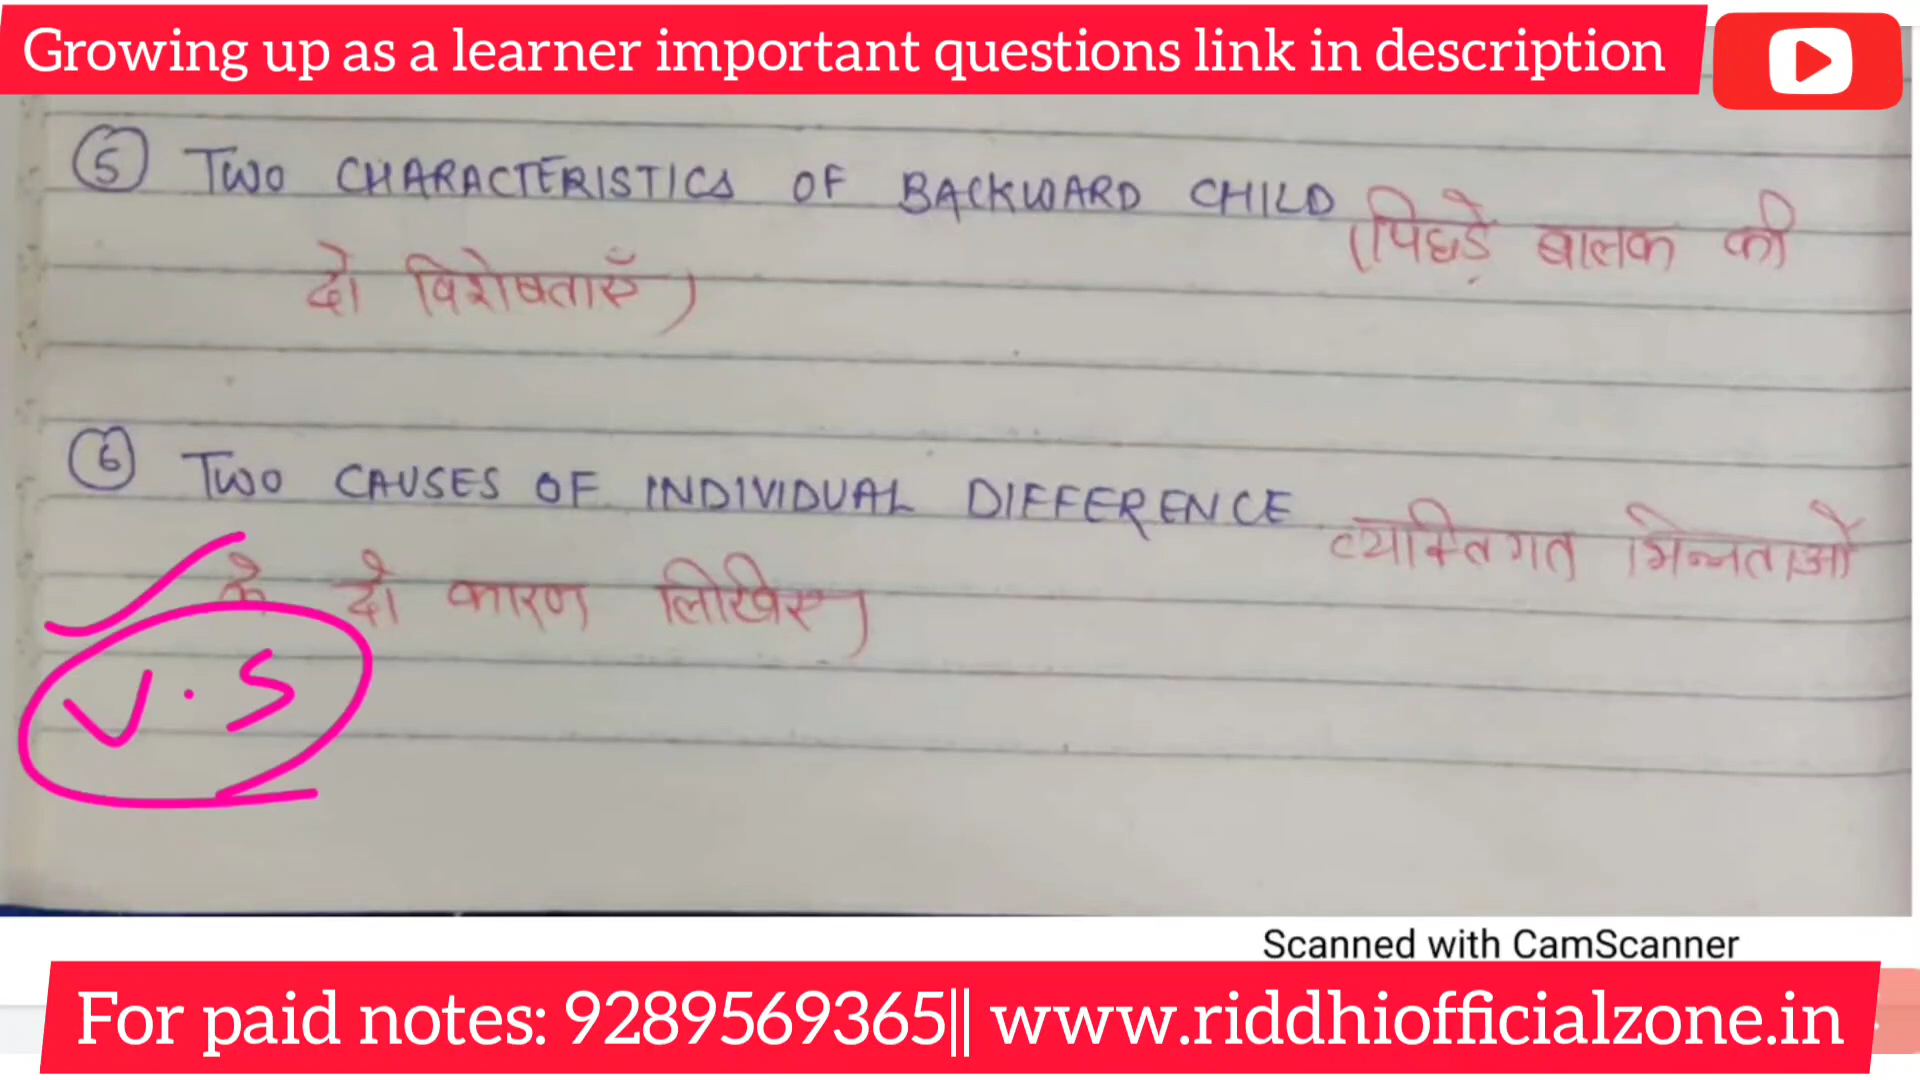 Growing up as a learner important questions link in description
5 TWO CHARACTERISTICS OF BACKWARD CHILD (पिछड़े बालक की
दो विशेषताएँ)
6 TWO CAUSES OF INDIVIDUAL DIFFERENCE व्यक्तिगत भिन्नताओं
के दो कारण लिखिए)
V.S
Scanned with CamScanner
For paid notes: 9289569365|| www.riddhiofficialzone.in